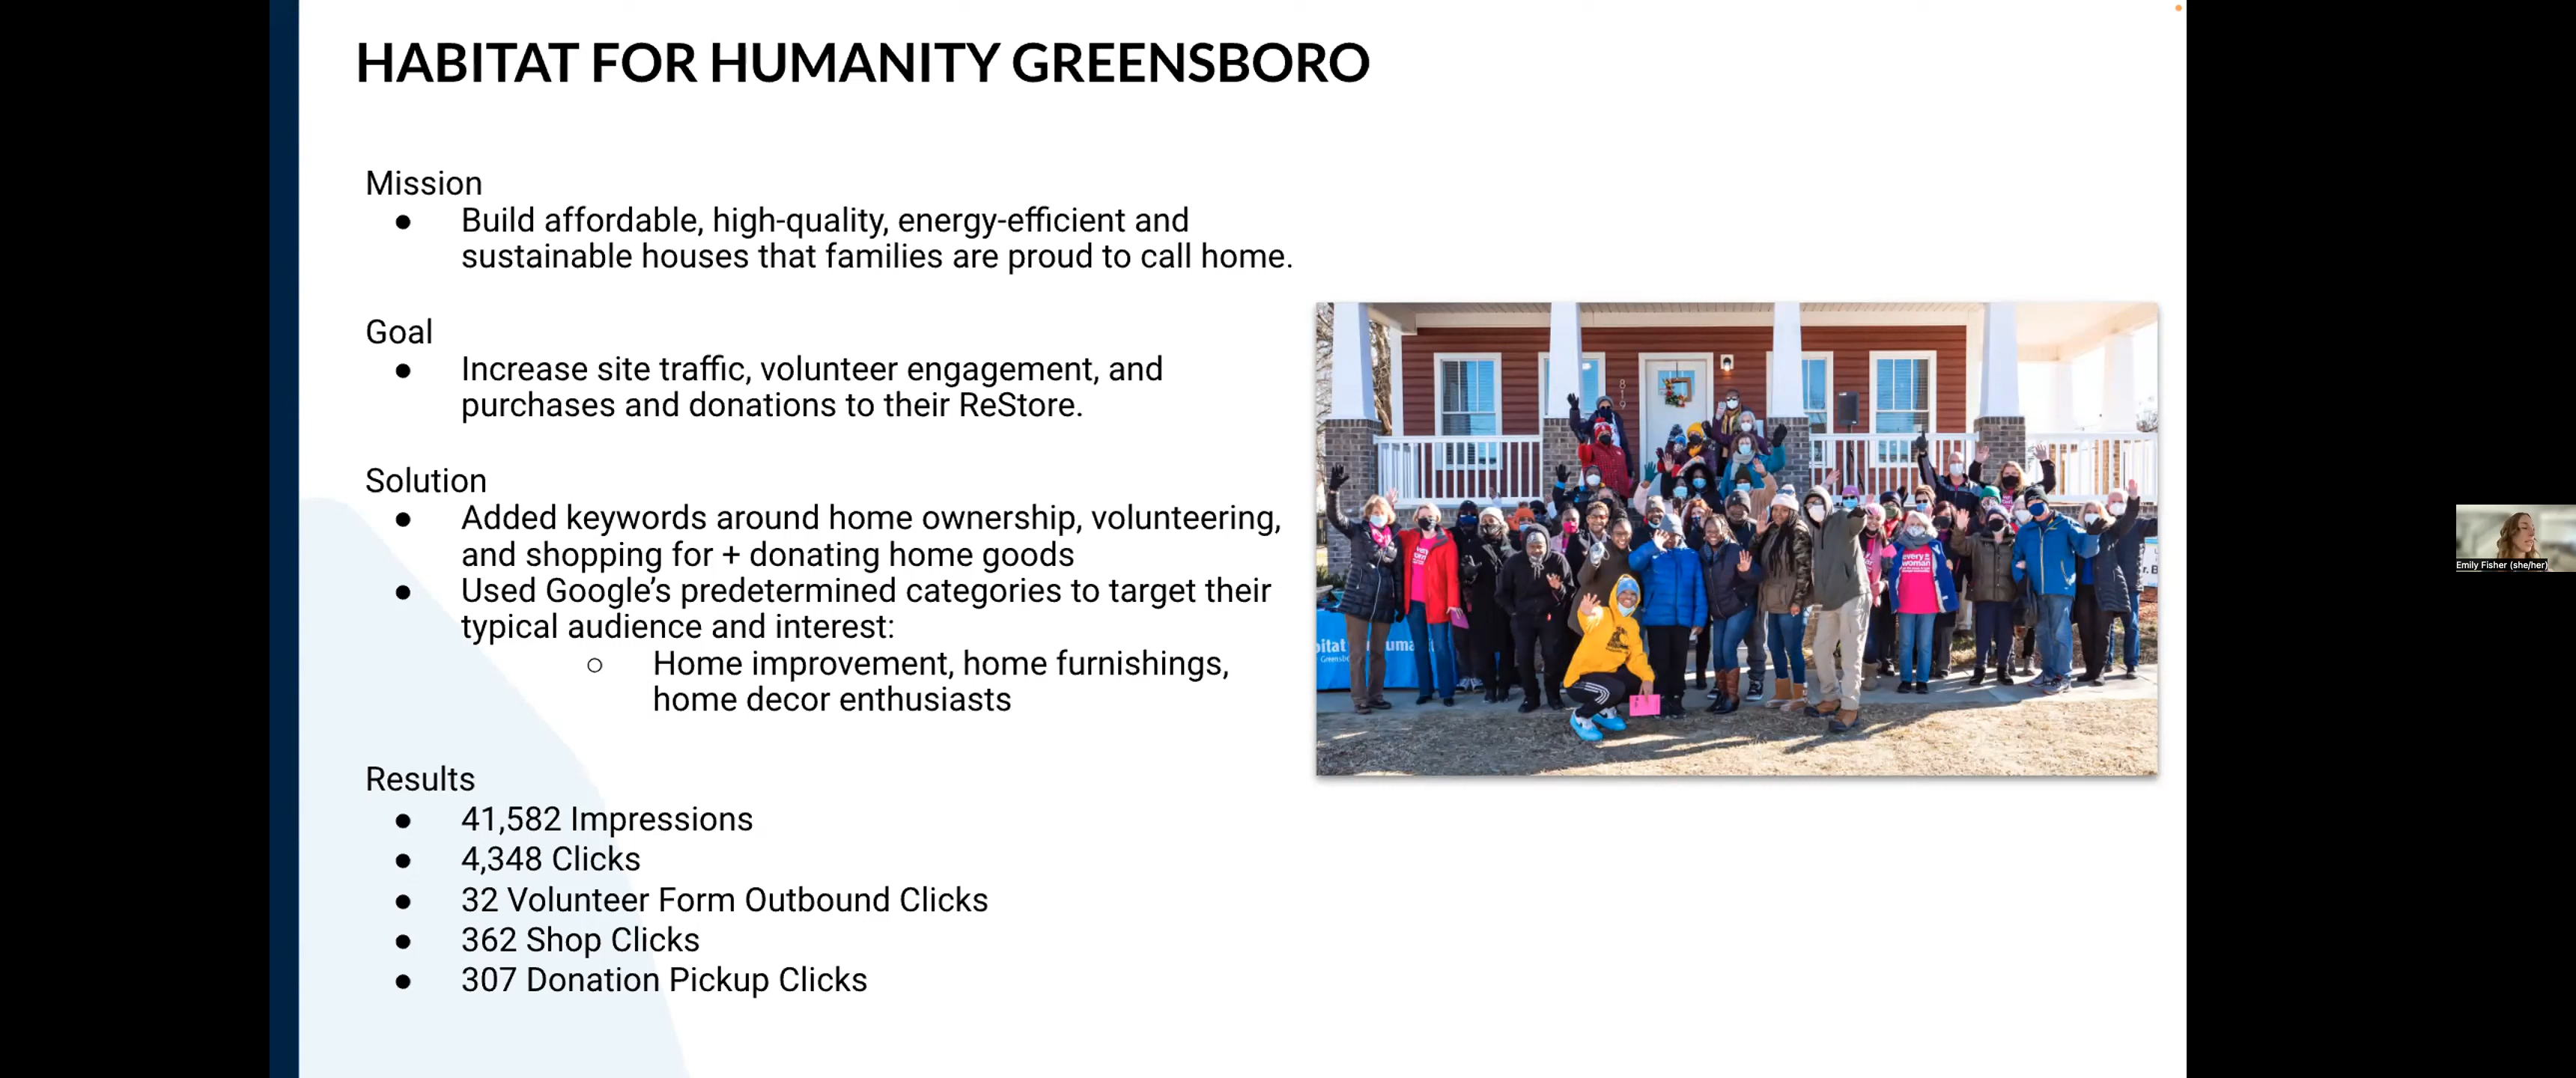 HABITAT FOR HUMANITY GREENSBORO
Mission
● Build affordable, high-quality, energy-efficient and
sustainable houses that families are proud to call home.
Goal
● Increase site traffic, volunteer engagement, and
purchases and donations to their ReStore.
Solution
● Added keywords around home ownership, volunteering,
and shopping for + donating home goods
● Used Google’s predetermined categories to target their
typical audience and interest:
○ Home improvement, home furnishings,
home decor enthusiasts
Results
● 41,582 Impressions
● 4,348 Clicks
● 32 Volunteer Form Outbound Clicks
● 362 Shop Clicks
● 307 Donation Pickup Clicks
819
every
woman
Emily Fisher (she/her)